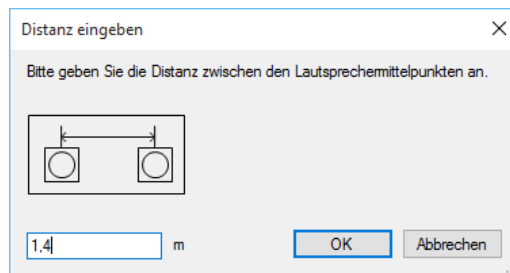 Distanz eingeben
Bitte geben Sie die Distanz zwischen den Lautsprechermittelpunkten an.
1.4 m
OK Abbrechen